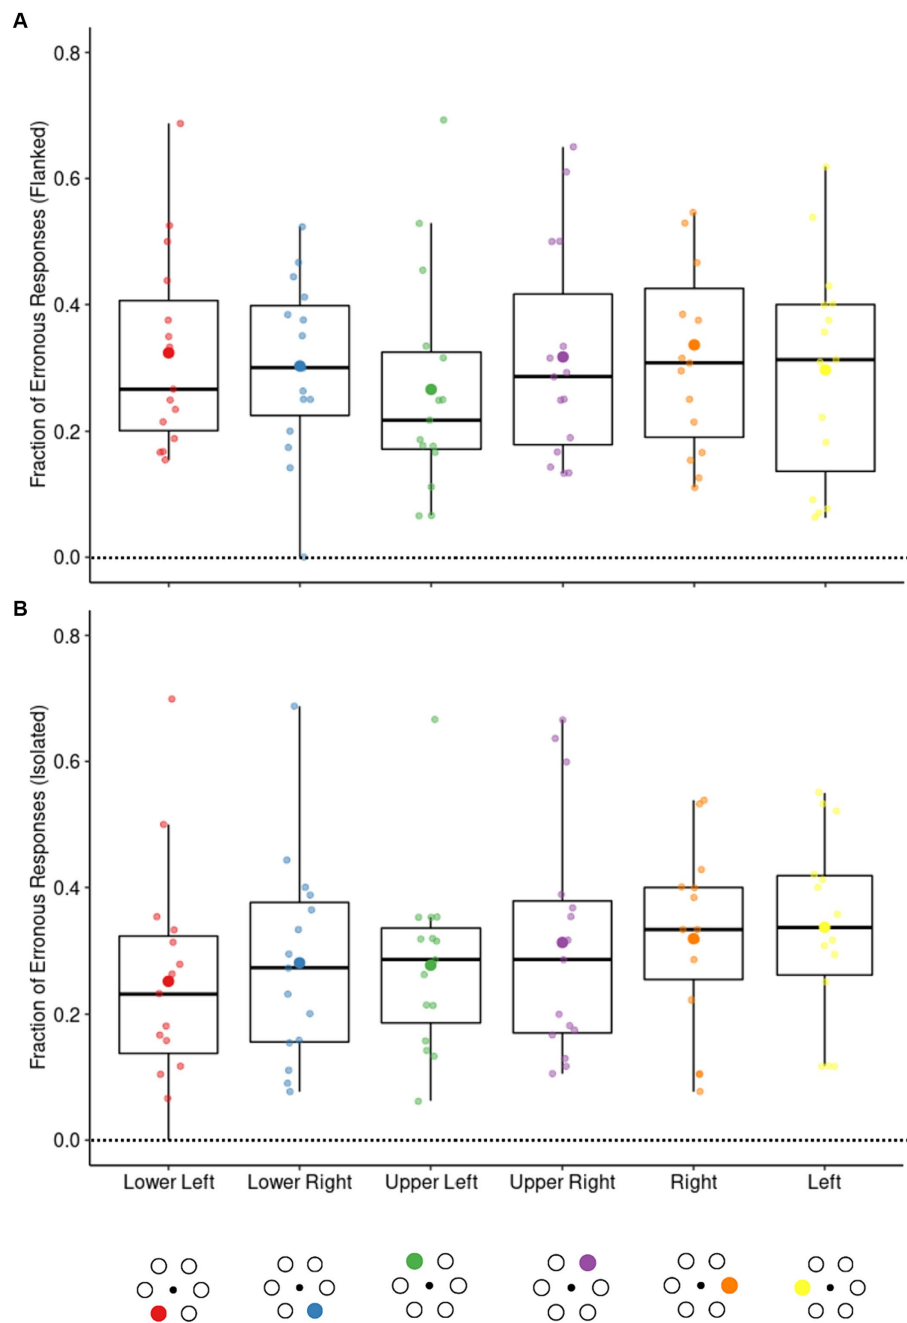 A
Fraction of Erronous Responses (Flanked)
0.8
0.6
0.4
0.2
0.0
B
Fraction of Erronous Responses (Isolated)
0.8
0.6
0.4
0.2
0.0
Lower Left Lower Right Upper Left Upper Right Right Left